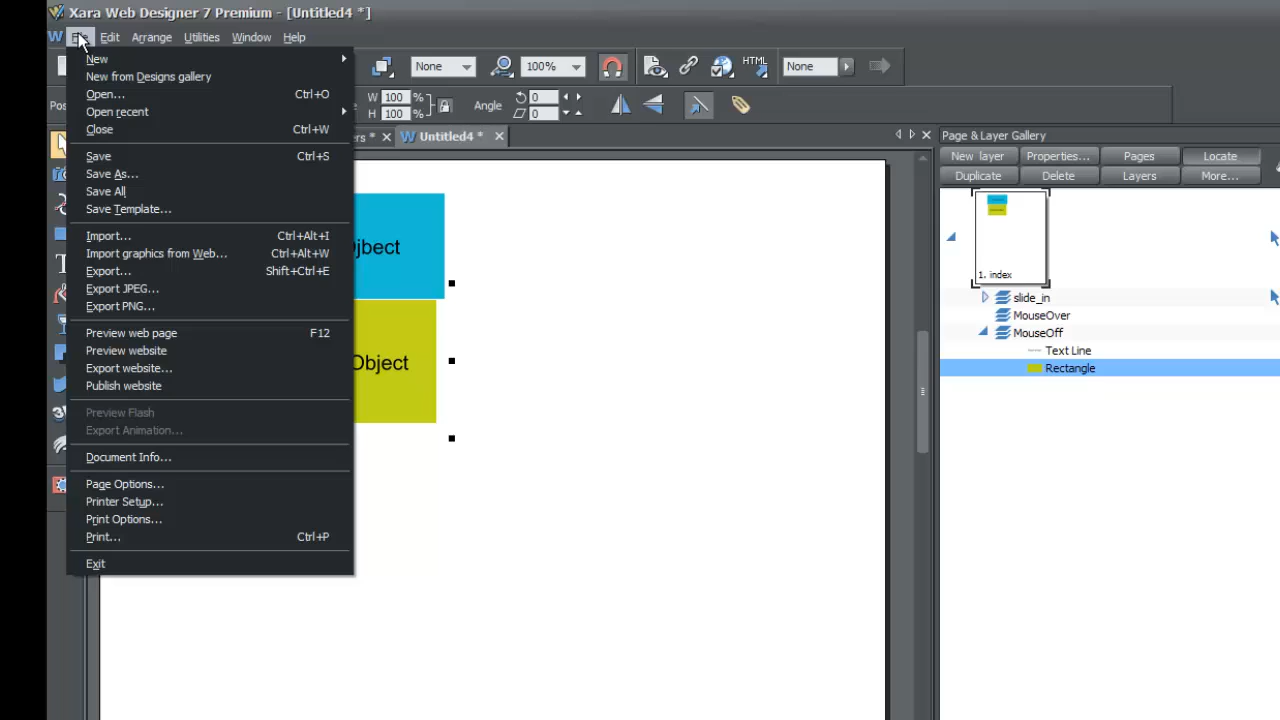 Xara Web Designer 7 Premium - [Untitled4 *]
File Edit Arrange Utilities Window Help
None 100% HTML None
W 100 % Angle 0
H 100 % 0
Untitled4 * Page & Layer Gallery
New layer Properties... Pages Locate
Duplicate Delete Layers More...
New
New from Designs gallery
Open... Ctrl+O
Open recent
Close Ctrl+W
Save Ctrl+S
Save As...
Save All
Save Template...
Import... Ctrl+Alt+I
Import graphics from Web... Ctrl+Alt+W
Export... Shift+Ctrl+E
Export JPEG...
Export PNG...
Preview web page F12
Preview website
Export website...
Publish website
Preview Flash
Export Animation...
Document Info...
Page Options...
Printer Setup...
Print Options...
Print... Ctrl+P
Exit
Ojbect
Object
1. index
slide_in
MouseOver
MouseOff
Text Line
Rectangle